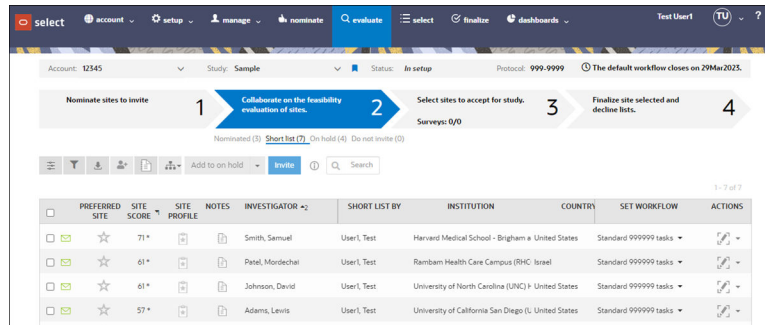 select account setup manage nominate evaluate select finalize dashboards Test User1 TU ?
Account: 12345 Study: Sample Status: In setup Protocol: 999-9999 The default workflow closes on 29Mar2023.
Nominate sites to invite 1 Collaborate on the feasibility evaluation of sites. 2 Select sites to accept for study. Surveys: 0/0 3 Finalize site selected and decline lists. 4
Nominated (3) Short list (7) On hold (4) Do not invite (0)
Add to on hold Invite Search
1 - 7 of 7
PREFERRED SITE SITE SCORE SITE PROFILE NOTES INVESTIGATOR 2 SHORT LIST BY INSTITUTION COUNTRY SET WORKFLOW ACTIONS
71 * Smith, Samuel User1, Test Harvard Medical School - Brigham a United States Standard 999999 tasks
61 * Patel, Mordechai User1, Test Rambam Health Care Campus (RHC Israel Standard 999999 tasks
61 * Johnson, David User1, Test University of North Carolina (UNC) H United States Standard 999999 tasks
57 * Adams, Lewis User1, Test University of California San Diego (U United States Standard 999999 tasks